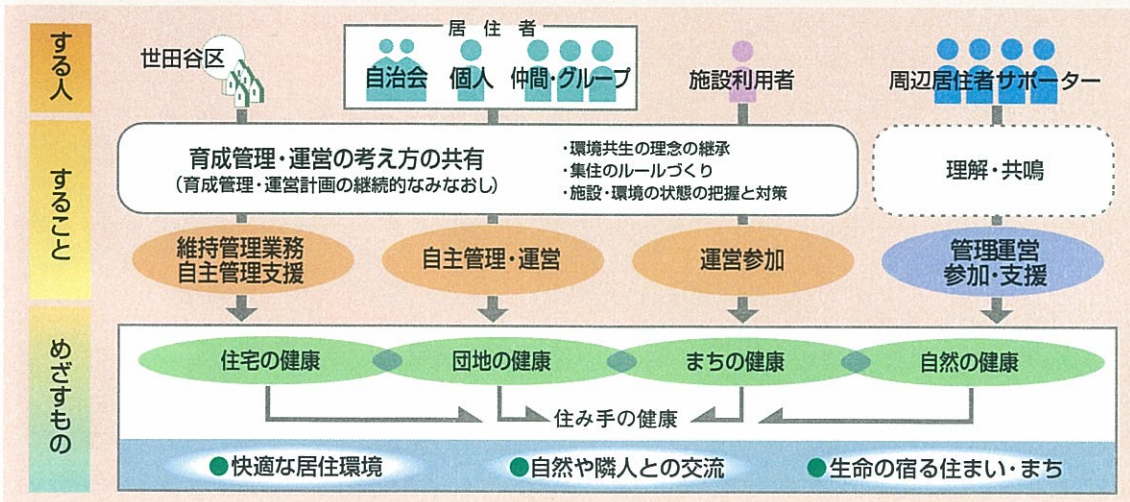 する人
世田谷区
居住者
自治会 個人 仲間・グループ
施設利用者
周辺居住者サポーター
すること
育成管理・運営の考え方の共有
(育成管理・運営計画の継続的なみなおし)
・環境共生の理念の継承
・集住のルールづくり
・施設・環境の状態の把握と対策
理解・共鳴
維持管理業務
自主管理支援
自主管理・運営
運営参加
管理運営
参加・支援
めざすもの
住宅の健康
団地の健康
まちの健康
自然の健康
住み手の健康
●快適な居住環境
●自然や隣人との交流
●生命の宿る住まい・まち